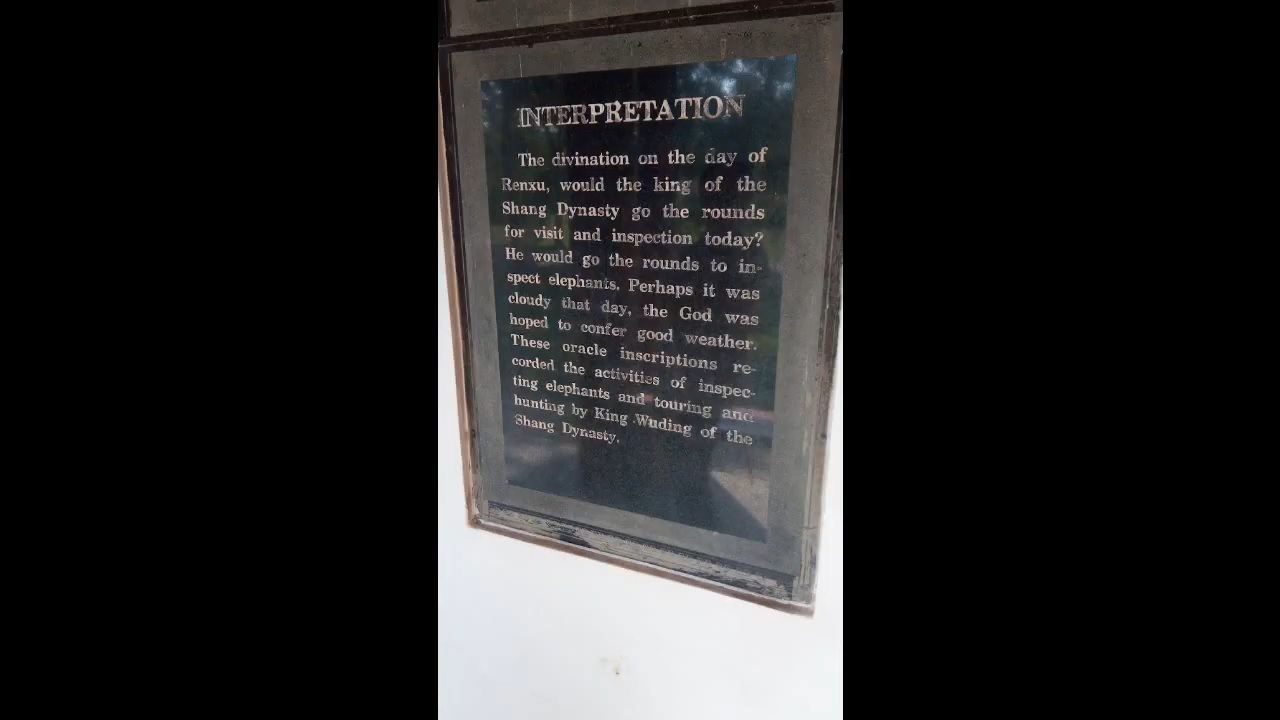 INTERPRETATION
The divination on the day of
Renxu, would the king of the
Shang Dynasty go the rounds
for visit and inspection today?
He would go the rounds to in-
spect elephants. Perhaps it was
cloudy that day, the God was
hoped to confer good weather.
These oracle inscriptions re-
corded the activities of inspec-
ting elephants and touring and
hunting by King Wuding of the
Shang Dynasty.